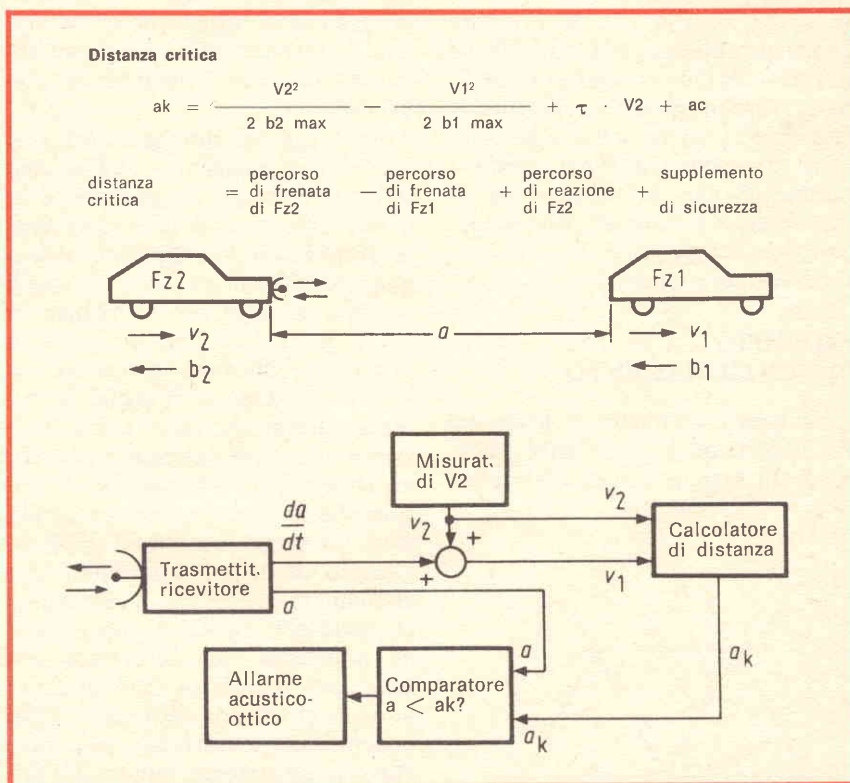 Distanza critica
ak = V2² / 2 b2 max − V1² / 2 b1 max + τ · V2 + ac
distanza critica = percorso di frenata di Fz2 − percorso di frenata di Fz1 + percorso di reazione di Fz2 + supplemento di sicurezza
Fz2
Fz1
v2
a
v1
b2
b1
Misurat.
di V2
da
dt
v2
+
v2
Calcolatore
di distanza
Trasmettit.
ricevitore
+
v1
a
a
ak
Allarme
acustico-
ottico
Comparatore
a < ak?
ak